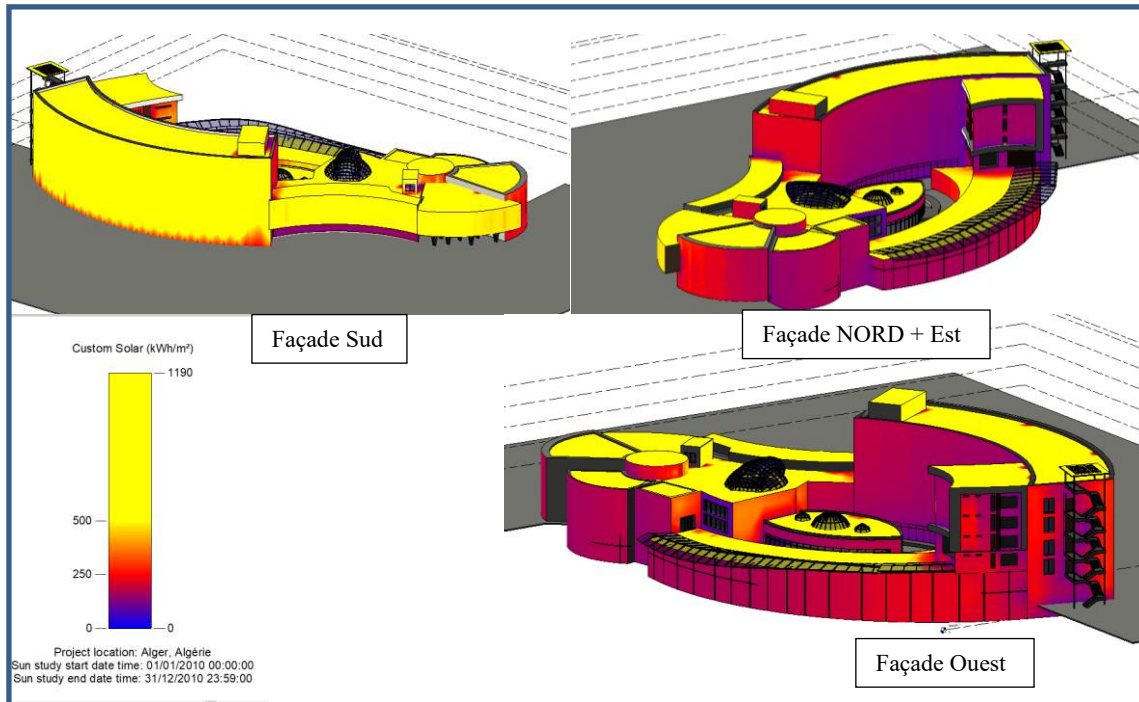 Façade Sud
Façade NORD + Est
Custom Solar (kWh/m²)
1190
500
250
0
0
Project location: Alger, Algérie
Sun study start date time: 01/01/2010 00:00:00
Sun study end date time: 31/12/2010 23:59:00
Façade Ouest